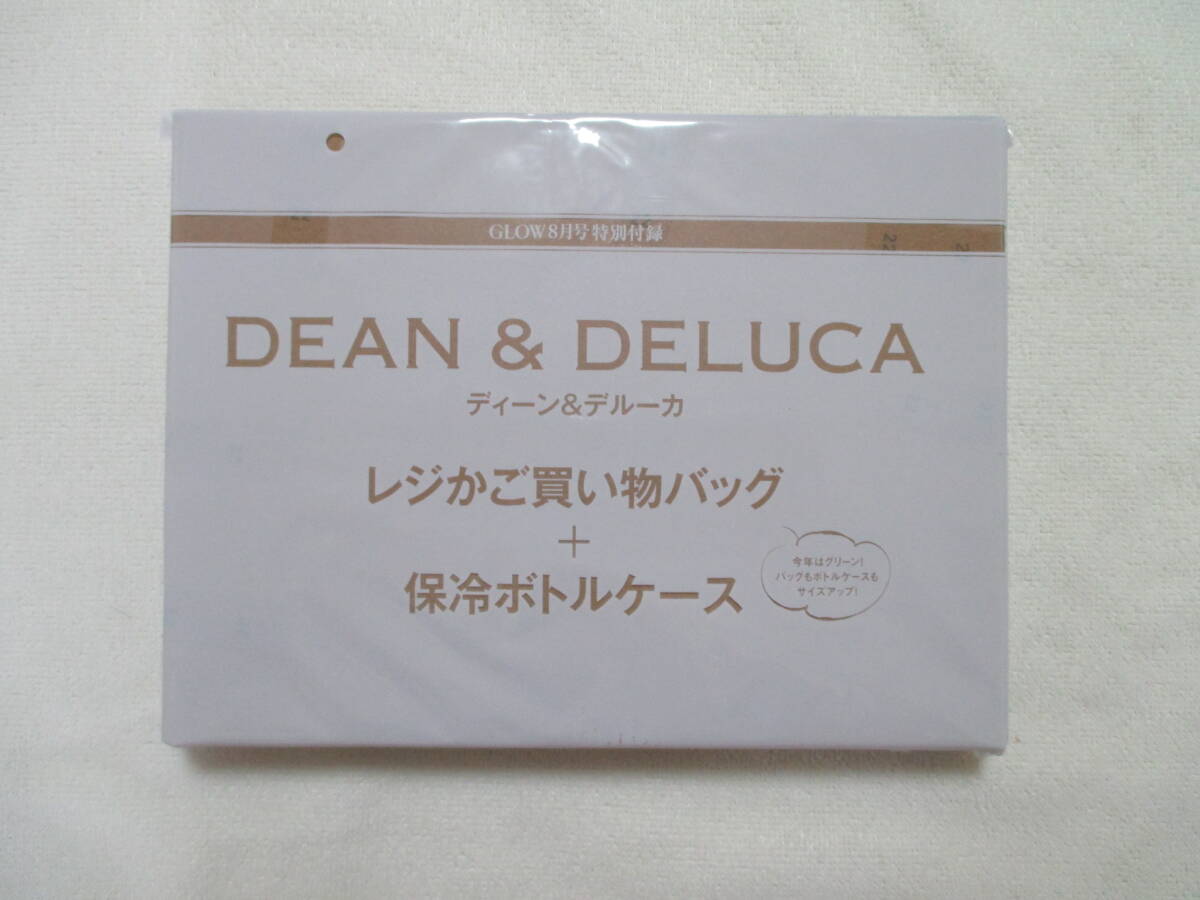 GLOW8月号 特別付録
DEAN & DELUCA
ディーン&デルーカ
レジかご買い物バッグ
+
保冷ボトルケース
今年はグリーン!
バッグもボトルケースも
サイズアップ!